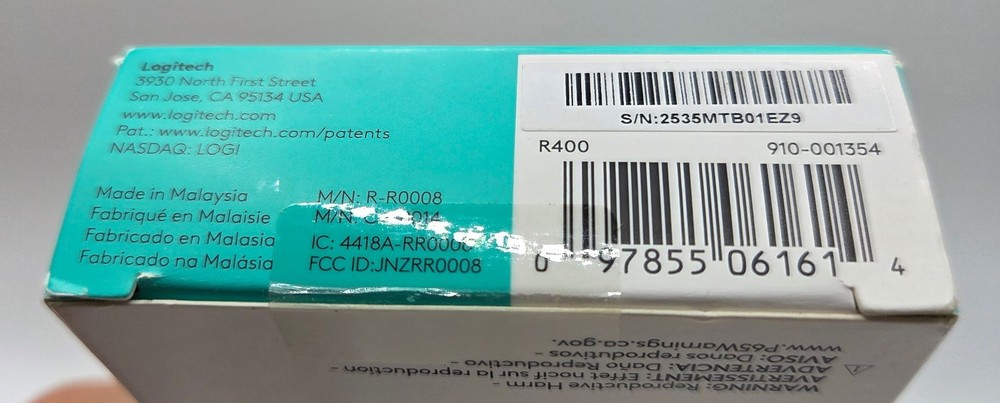 Logitech
3930 North First Street
San Jose, CA 95134 USA
www.logitech.com
Pat.: www.logitech.com/patents
NASDAQ: LOGI
Made in Malaysia
Fabriqué en Malaisie
Fabricado en Malasia
Fabricado na Malásia
M/N: R-R0008
M/N:
IC: 4418A-RR0008
FCC ID:JNZRR0008
S/N:2535MTB01EZ9
R400 910-001354
0 97855 06161 4
WARNING: Reproductive Harm -
AVERTISSEMENT: Effet nocif sur la reproduction -
ADVERTENCIA: Daño Reproductivo -
AVISO: Danos reprodutivos -
www.P65Warnings.ca.gov.